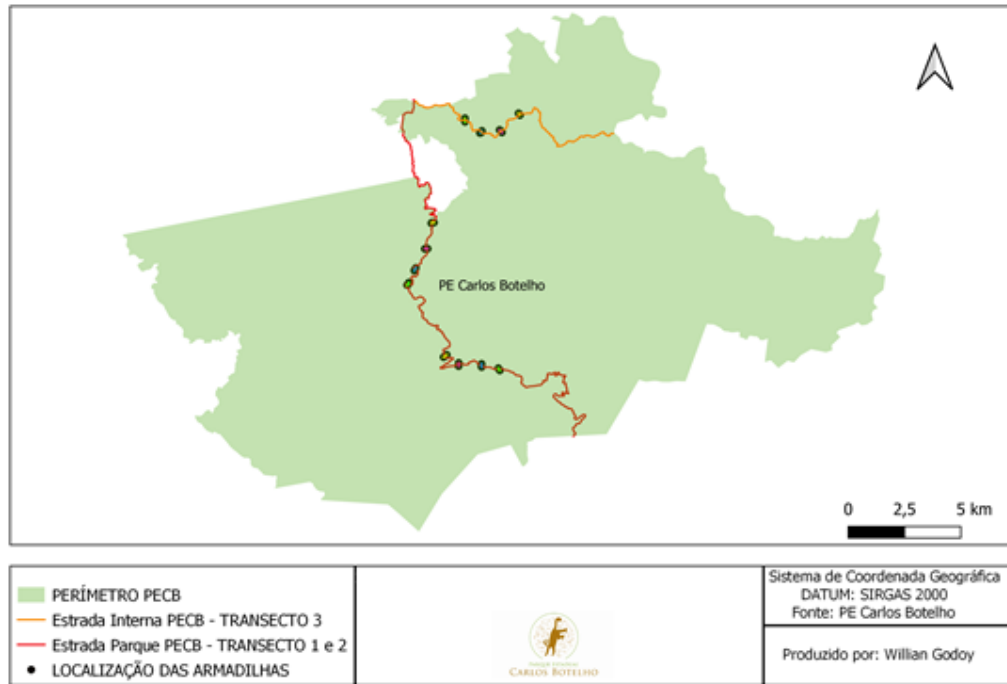 PE Carlos Botelho
0 2,5 5 km
PERÍMETRO PECB
Estrada Interna PECB - TRANSECTO 3
Estrada Parque PECB - TRANSECTO 1 e 2
LOCALIZAÇÃO DAS ARMADILHAS
PARQUE ESTADUAL
CARLOS BOTELHO
Sistema de Coordenada Geográfica
DATUM: SIRGAS 2000
Fonte: PE Carlos Botelho
Produzido por: Willian Godoy